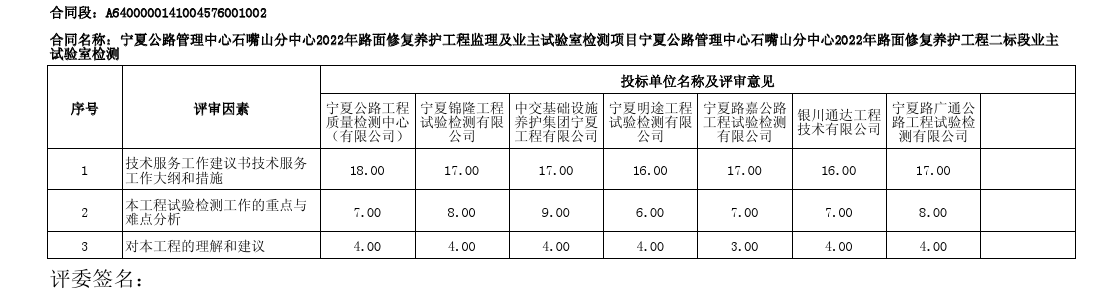 合同段：A6400000141004576001002
合同名称：宁夏公路管理中心石嘴山分中心2022年路面修复养护工程监理及业主试验室检测项目宁夏公路管理中心石嘴山分中心2022年路面修复养护工程二标段业主
试验室检测
序号
评审因素
投标单位名称及评审意见
宁夏公路工程
质量检测中心
（有限公司）
宁夏锦隆工程
试验检测有限
公司
中交基础设施
养护集团宁夏
工程有限公司
宁夏明途工程
试验检测有限
公司
宁夏路嘉公路
工程试验检测
有限公司
银川通达工程
技术有限公司
宁夏路广通公
路工程试验检
测有限公司
1
技术服务工作建议书技术服务
工作大纲和措施
18.00
17.00
17.00
16.00
17.00
16.00
17.00
2
本工程试验检测工作的重点与
难点分析
7.00
8.00
9.00
6.00
7.00
7.00
8.00
3
对本工程的理解和建议
4.00
4.00
4.00
4.00
3.00
4.00
4.00
评委签名：